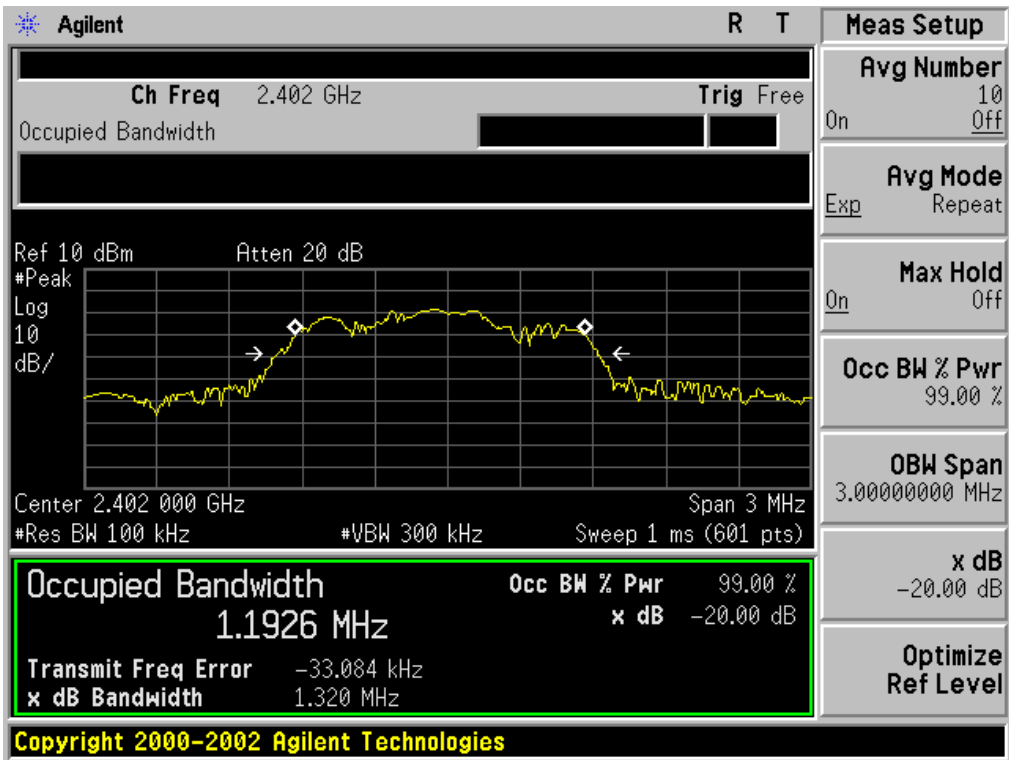 Agilent R T
Ch Freq 2.402 GHz Trig Free
Occupied Bandwidth
Ref 10 dBm Atten 20 dB
#Peak
Log
10
dB/
Center 2.402 000 GHz Span 3 MHz
#Res BW 100 kHz #VBW 300 kHz Sweep 1 ms (601 pts)
Occupied Bandwidth Occ BW % Pwr 99.00 %
1.1926 MHz x dB -20.00 dB
Transmit Freq Error -33.084 kHz
x dB Bandwidth 1.320 MHz
Copyright 2000-2002 Agilent Technologies
Meas Setup
Avg Number
10
On Off
Avg Mode
Exp Repeat
Max Hold
On Off
Occ BW % Pwr
99.00 %
OBW Span
3.00000000 MHz
x dB
-20.00 dB
Optimize
Ref Level